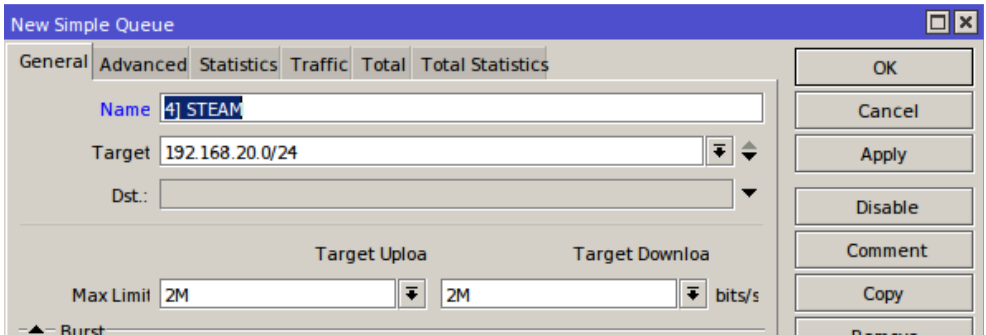 New Simple Queue
General Advanced Statistics Traffic Total Total Statistics
Name 4] STEAM
Target 192.168.20.0/24
Dst.:
Target Uploa Target Downloa
Max Limit 2M 2M bits/s
Burst
OK
Cancel
Apply
Disable
Comment
Copy
Remove